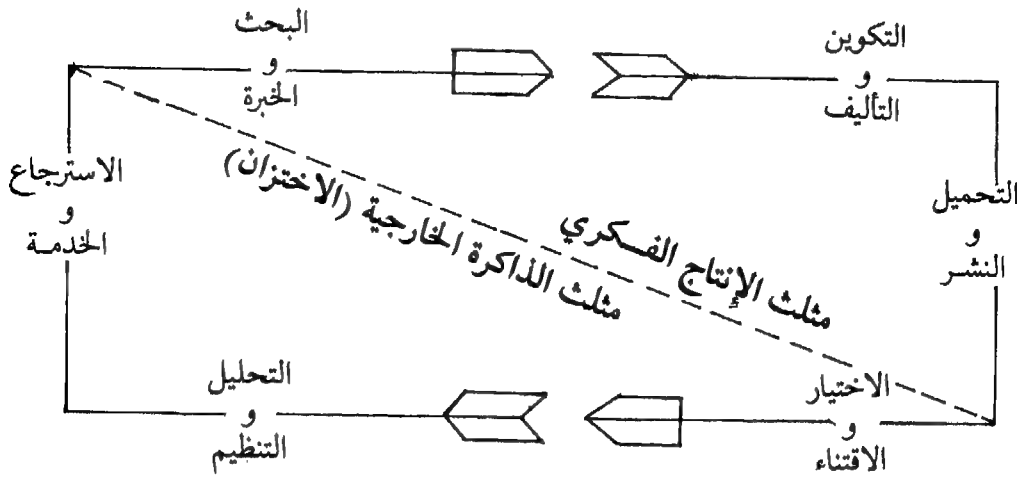 البحث
و
الخبرة
التكوين
و
التأليف
التحميل
و
النشر
الاسترجاع
و
الخدمة
مثلث الإنتاج الفكري
مثلث الذاكرة الخارجية (الاختزان)
الاختيار
و
الاقتناء
التحليل
و
التنظيم